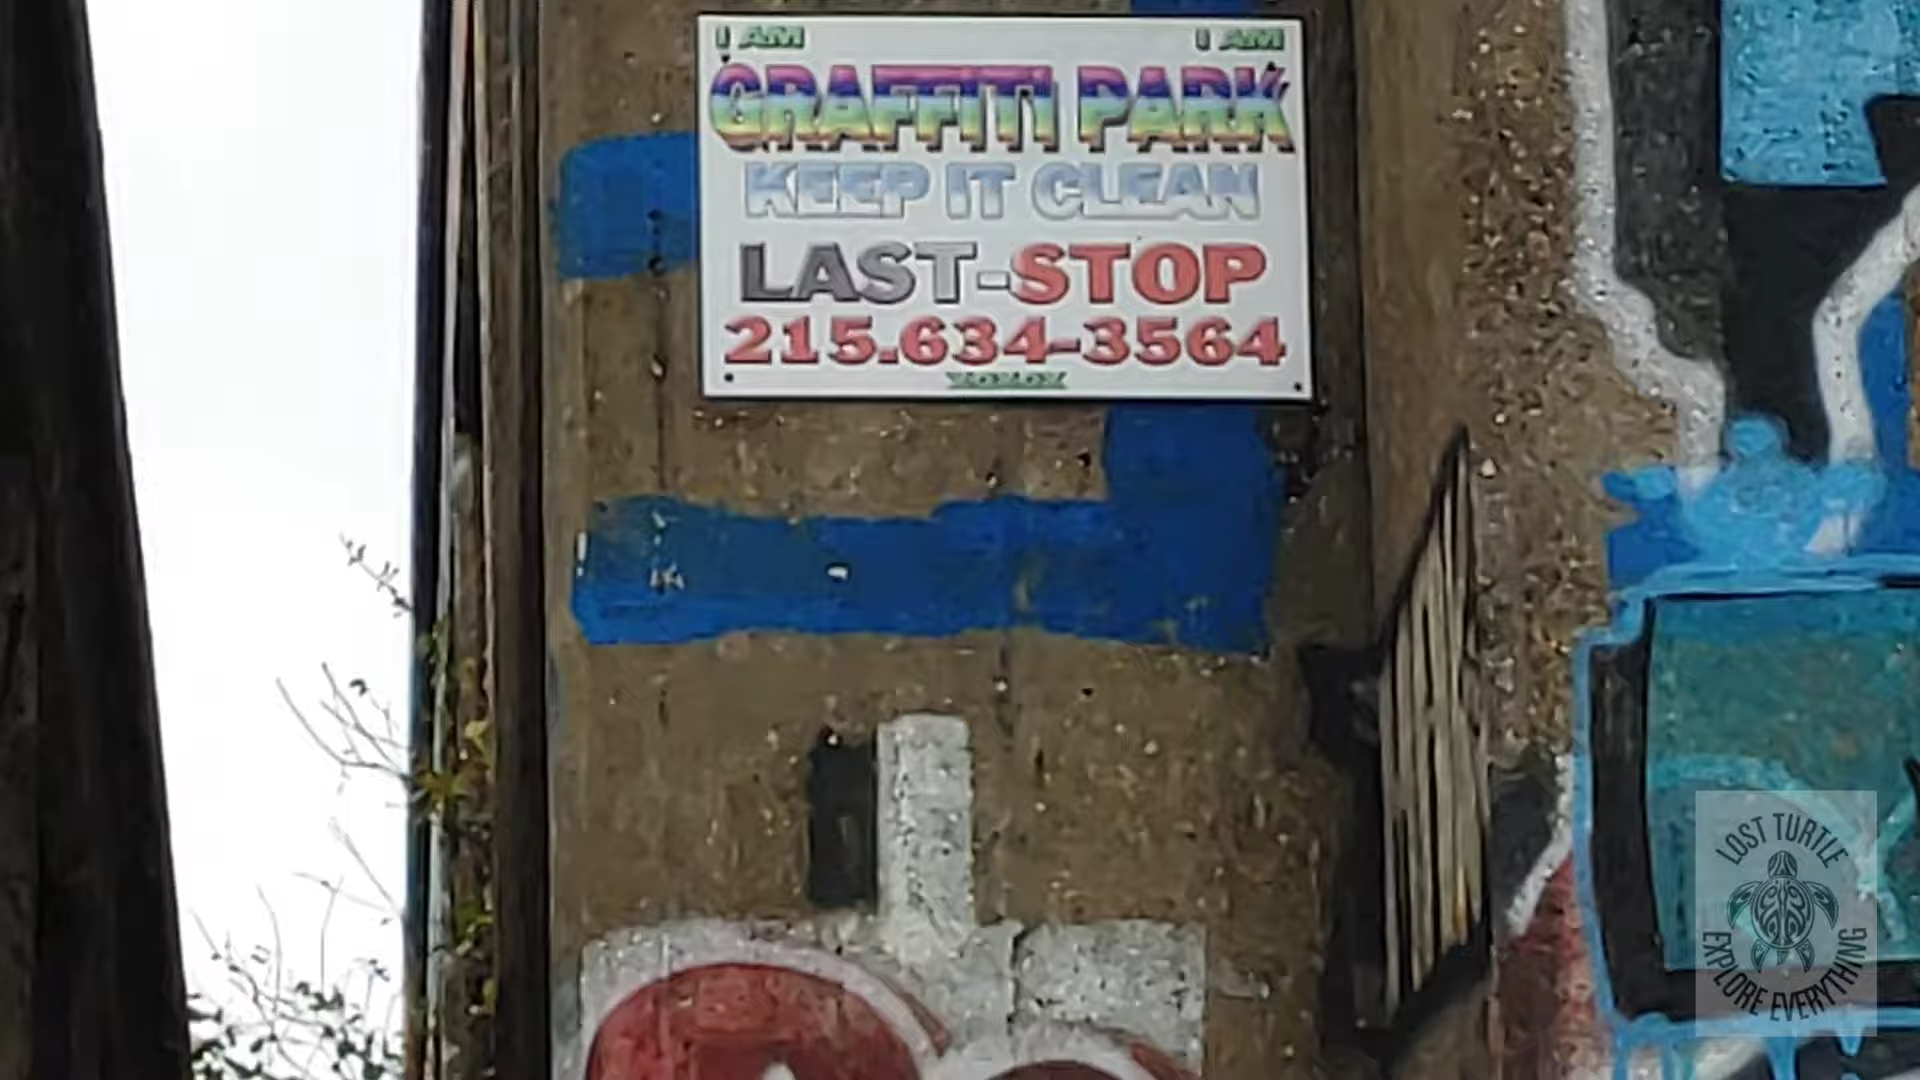 I AM I AM
GRAFFITI PARK
KEEP IT CLEAN
LAST-STOP
215.634-3564
LOST TURTLE
EXPLORE EVERYTHING